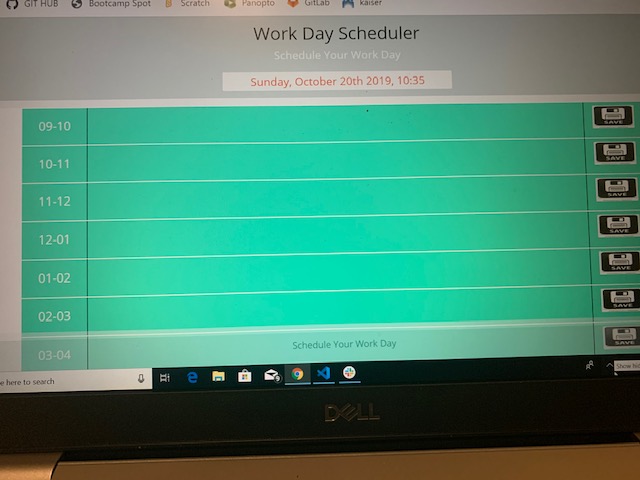 GIT HUB Bootcamp Spot Scratch Panopto GitLab kaiser
Work Day Scheduler
Schedule Your Work Day
Sunday, October 20th 2019, 10:35
09-10 SAVE
10-11 SAVE
11-12 SAVE
12-01 SAVE
01-02 SAVE
02-03 SAVE
03-04 SAVE
Schedule Your Work Day
e here to search
Show hid
DELL